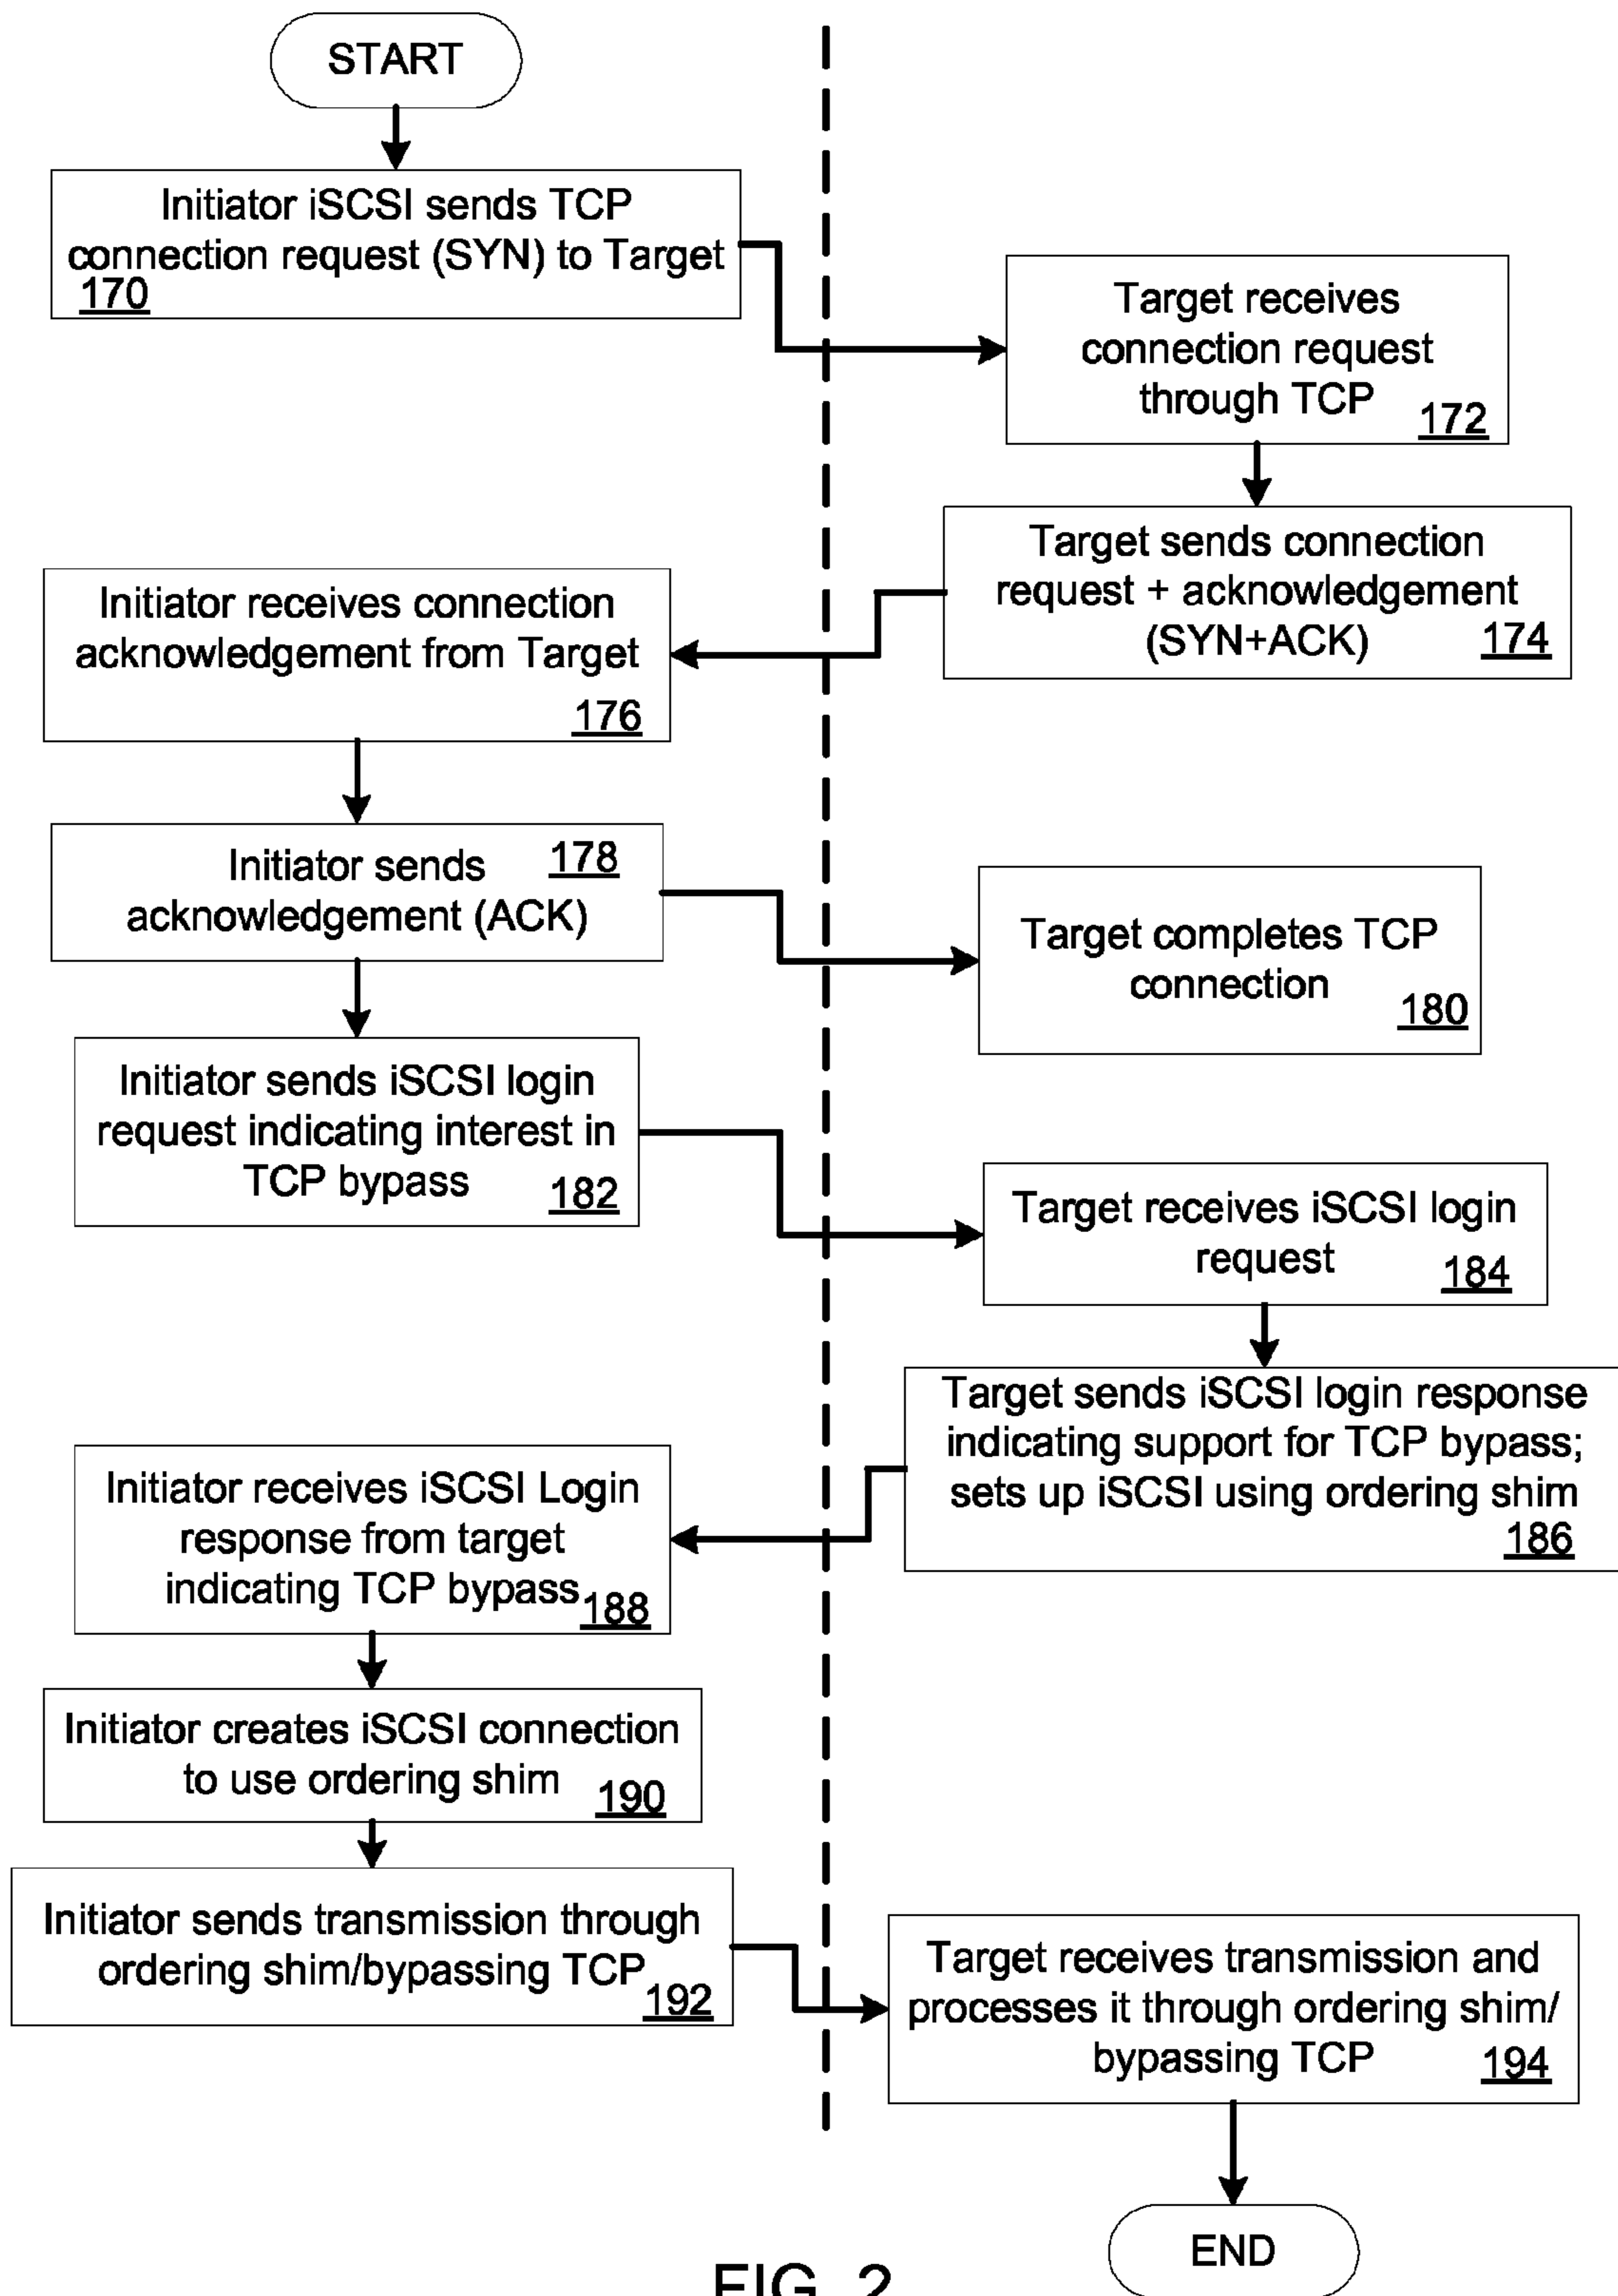 START
Initiator iSCSI sends TCP
connection request (SYN) to Target
170
Target receives
connection request
through TCP
172
Target sends connection
request + acknowledgement
(SYN+ACK)
174
Initiator receives connection
acknowledgement from Target
176
Initiator sends
acknowledgement (ACK)
178
Target completes TCP
connection
180
Initiator sends iSCSI login
request indicating interest in
TCP bypass
182
Target receives iSCSI login
request
184
Target sends iSCSI login response
indicating support for TCP bypass;
sets up iSCSI using ordering shim
186
Initiator receives iSCSI Login
response from target
indicating TCP bypass
188
Initiator creates iSCSI connection
to use ordering shim
190
Initiator sends transmission through
ordering shim/bypassing TCP
192
Target receives transmission and
processes it through ordering shim/
bypassing TCP
194
END
FIG. 2